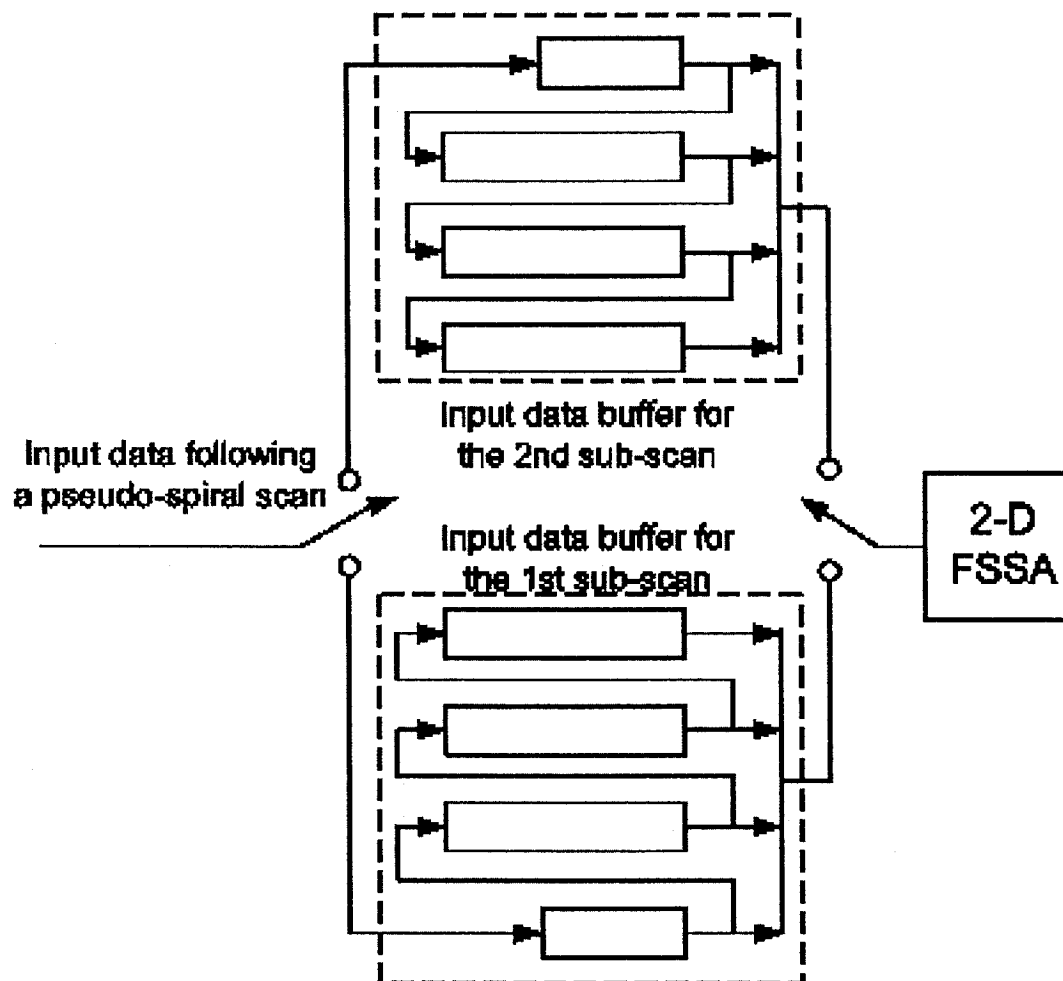 Input data buffer for
the 2nd sub-scan
Input data following
a pseudo-spiral scan
Input data buffer for
the 1st sub-scan
2-D
FSSA